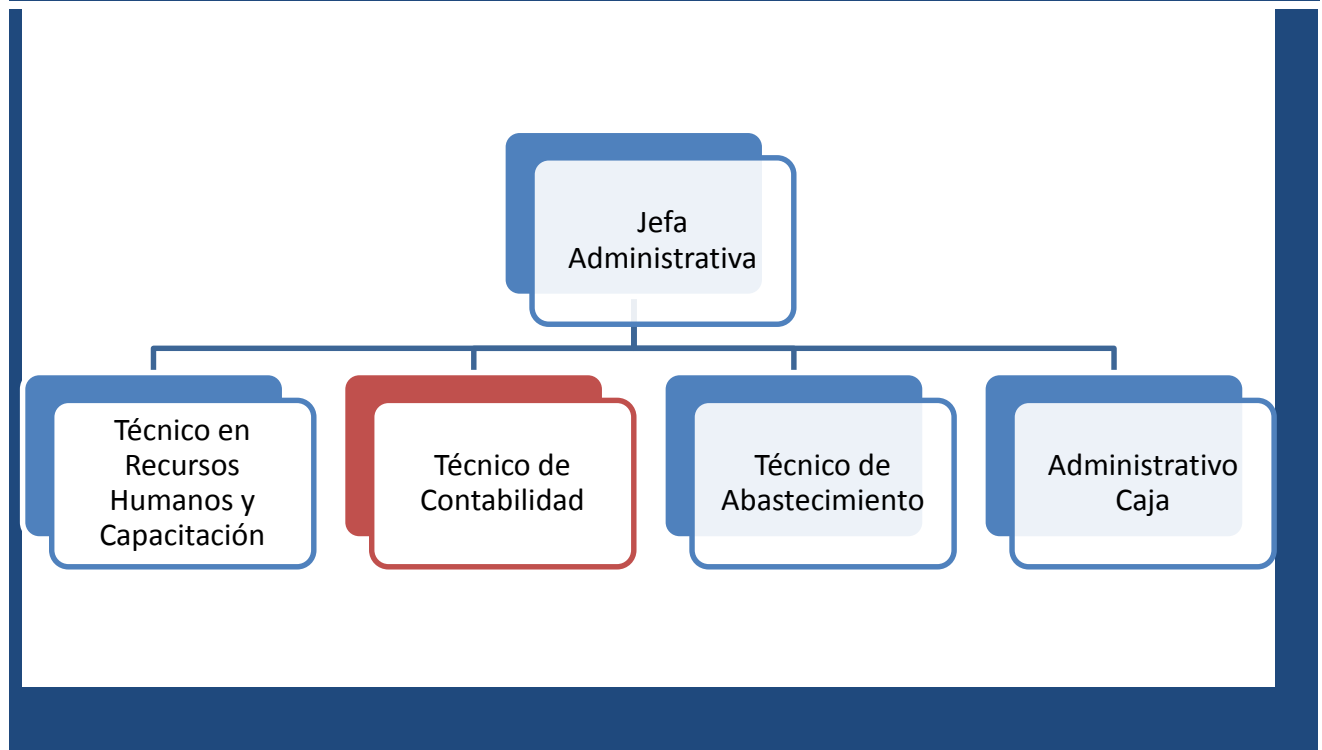 Jefa
Administrativa
Técnico en
Recursos
Humanos y
Capacitación
Técnico de
Contabilidad
Técnico de
Abastecimiento
Administrativo
Caja